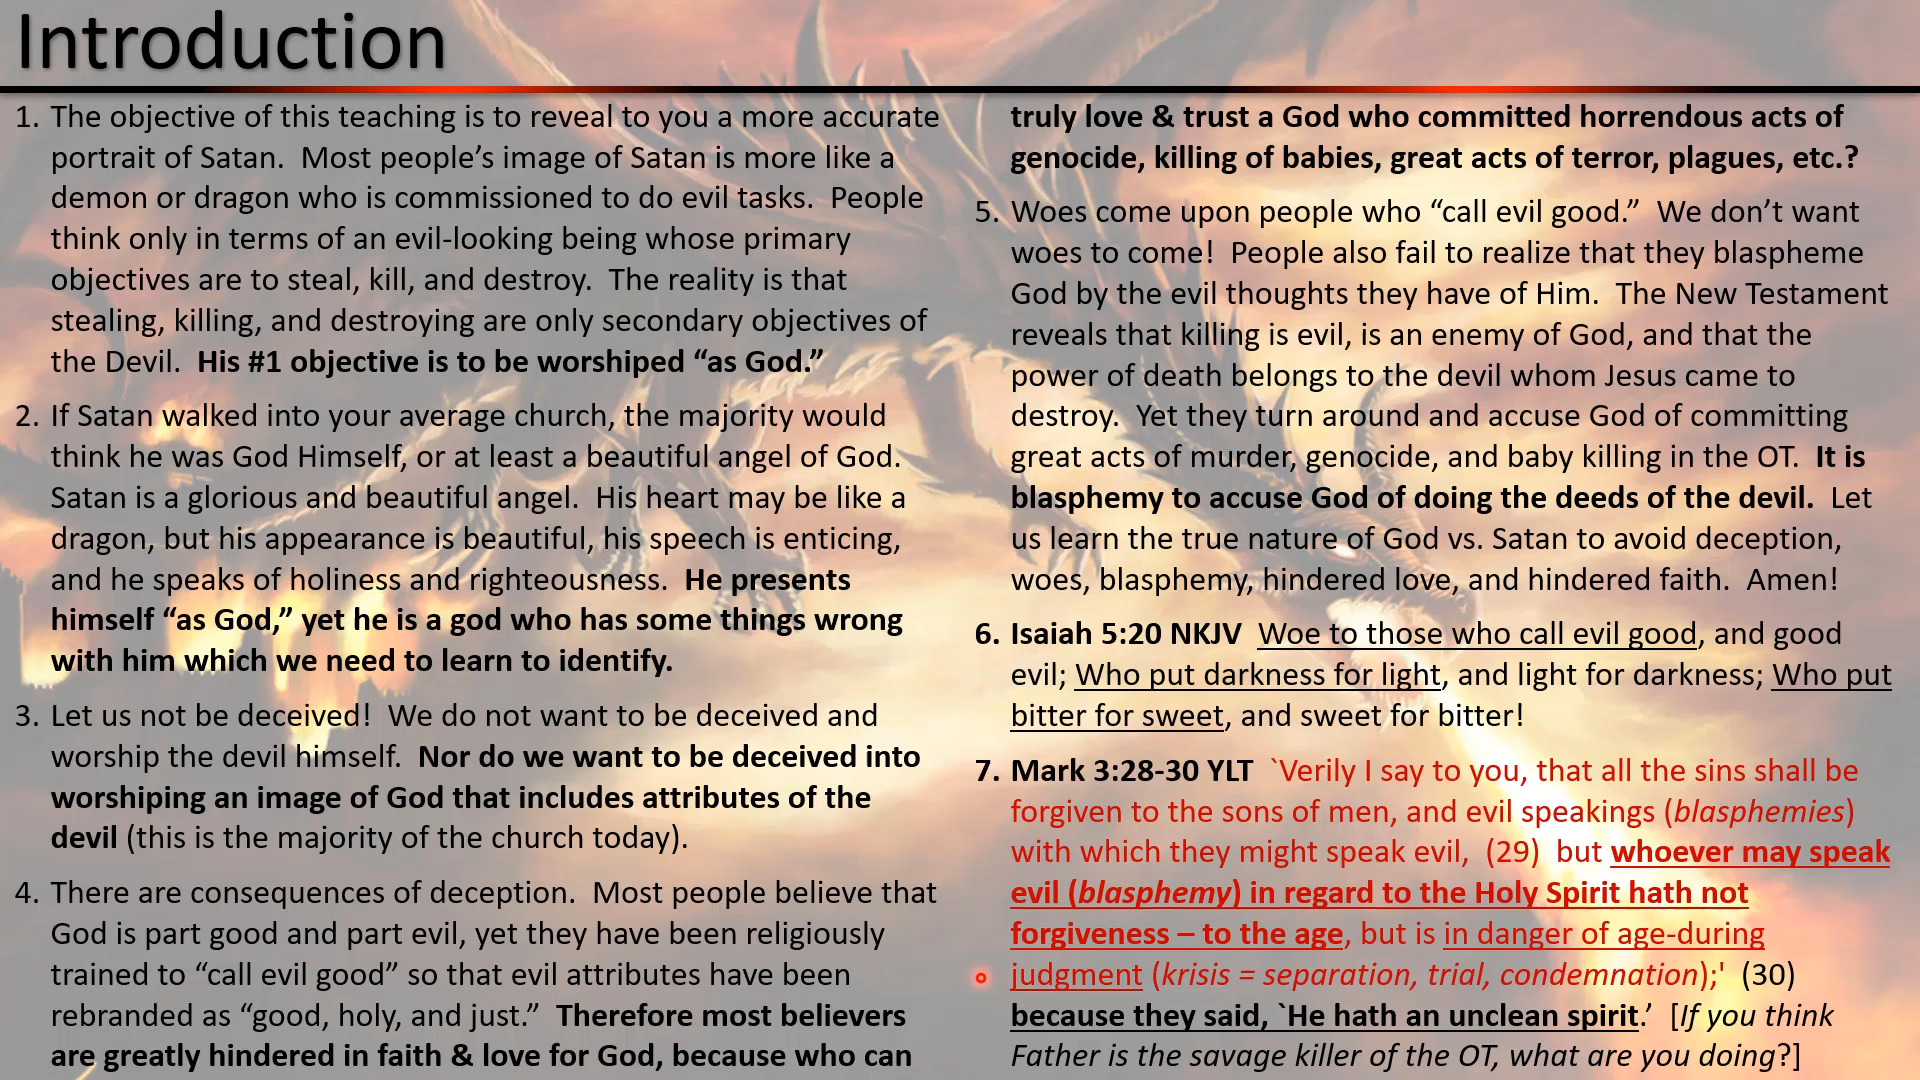 Introduction
1. The objective of this teaching is to reveal to you a more accurate
portrait of Satan.  Most people’s image of Satan is more like a
demon or dragon who is commissioned to do evil tasks.  People
think only in terms of an evil-looking being whose primary
objectives are to steal, kill, and destroy.  The reality is that
stealing, killing, and destroying are only secondary objectives of
the Devil.  His #1 objective is to be worshiped “as God.”
2. If Satan walked into your average church, the majority would
think he was God Himself, or at least a beautiful angel of God.
Satan is a glorious and beautiful angel.  His heart may be like a
dragon, but his appearance is beautiful, his speech is enticing,
and he speaks of holiness and righteousness.  He presents
himself “as God,” yet he is a god who has some things wrong
with him which we need to learn to identify.
3. Let us not be deceived!  We do not want to be deceived and
worship the devil himself.  Nor do we want to be deceived into
worshiping an image of God that includes attributes of the
devil (this is the majority of the church today).
4. There are consequences of deception.  Most people believe that
God is part good and part evil, yet they have been religiously
trained to “call evil good” so that evil attributes have been
rebranded as “good, holy, and just.”  Therefore most believers
are greatly hindered in faith & love for God, because who can
truly love & trust a God who committed horrendous acts of
genocide, killing of babies, great acts of terror, plagues, etc.?
5. Woes come upon people who “call evil good.”  We don’t want
woes to come!  People also fail to realize that they blaspheme
God by the evil thoughts they have of Him.  The New Testament
reveals that killing is evil, is an enemy of God, and that the
power of death belongs to the devil whom Jesus came to
destroy.  Yet they turn around and accuse God of committing
great acts of murder, genocide, and baby killing in the OT.  It is
blasphemy to accuse God of doing the deeds of the devil.  Let
us learn the true nature of God vs. Satan to avoid deception,
woes, blasphemy, hindered love, and hindered faith.  Amen!
6. Isaiah 5:20 NKJV  Woe to those who call evil good, and good
evil; Who put darkness for light, and light for darkness; Who put
bitter for sweet, and sweet for bitter!
7. Mark 3:28-30 YLT  `Verily I say to you, that all the sins shall be
forgiven to the sons of men, and evil speakings (blasphemies)
with which they might speak evil,  (29)  but whoever may speak
evil (blasphemy) in regard to the Holy Spirit hath not
forgiveness – to the age, but is in danger of age-during
judgment (krisis = separation, trial, condemnation);'  (30)
because they said, `He hath an unclean spirit.’  [If you think
Father is the savage killer of the OT, what are you doing?]